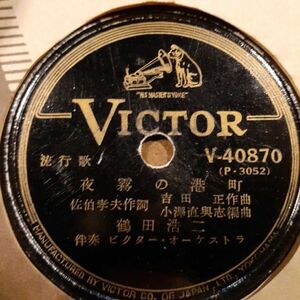 "HIS MASTER'S VOICE"
VICTOR
流行歌 V-40870
(P・3052)
夜霧の港町
佐伯孝夫作詞 吉田正作曲
小澤直與志編曲
鶴田浩二
伴奏 ビクター・オーケストラ
MANUFACTURED BY VICTOR CO. OF JAPAN, LTD.